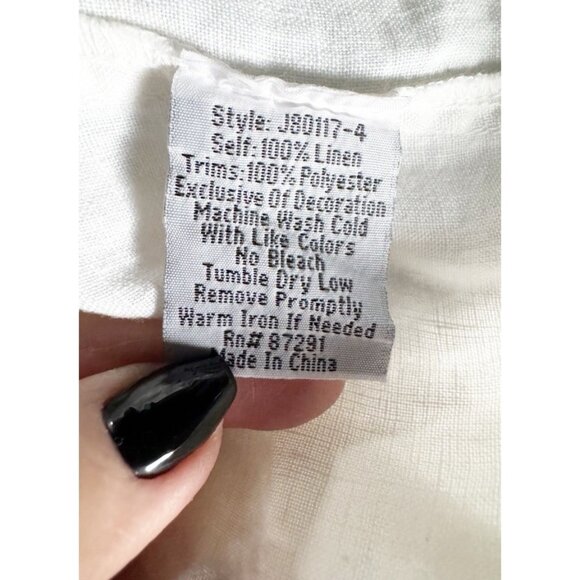 Style: J80117-4
Self:100% Linen
Trims:100% Polyester
Exclusive Of Decoration
Machine Wash Cold
With Like Colors
No Bleach
Tumble Dry Low
Remove Promptly
Warm Iron If Needed
Rn# 87291
Made In China